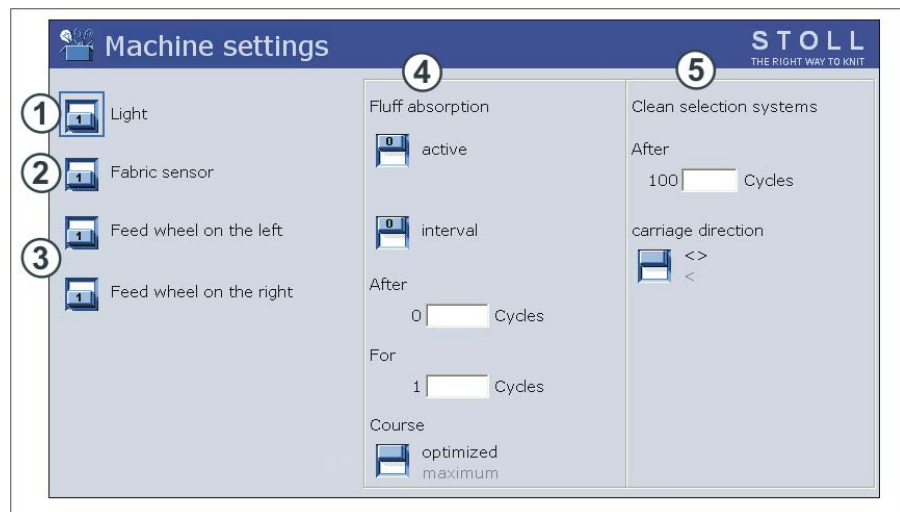 Machine settings
STOLL
THE RIGHT WAY TO KNIT
1
1 Light
2
1 Fabric sensor
3
1 Feed wheel on the left
1 Feed wheel on the right
4
Fluff absorption
0 active
0 interval
After
0 Cycles
For
1 Cycles
Course
optimized
maximum
5
Clean selection systems
After
100 Cycles
carriage direction
<>
<